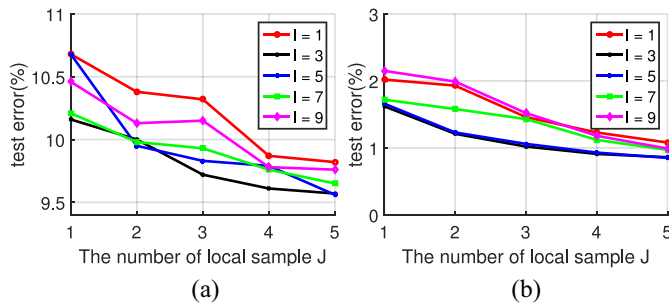 11
10.5
10
9.5
test error(%)
l = 1
l = 3
l = 5
l = 7
l = 9
1 2 3 4 5
The number of local sample J
(a)
3
2
1
0
test error(%)
l = 1
l = 3
l = 5
l = 7
l = 9
1 2 3 4 5
The number of local sample J
(b)